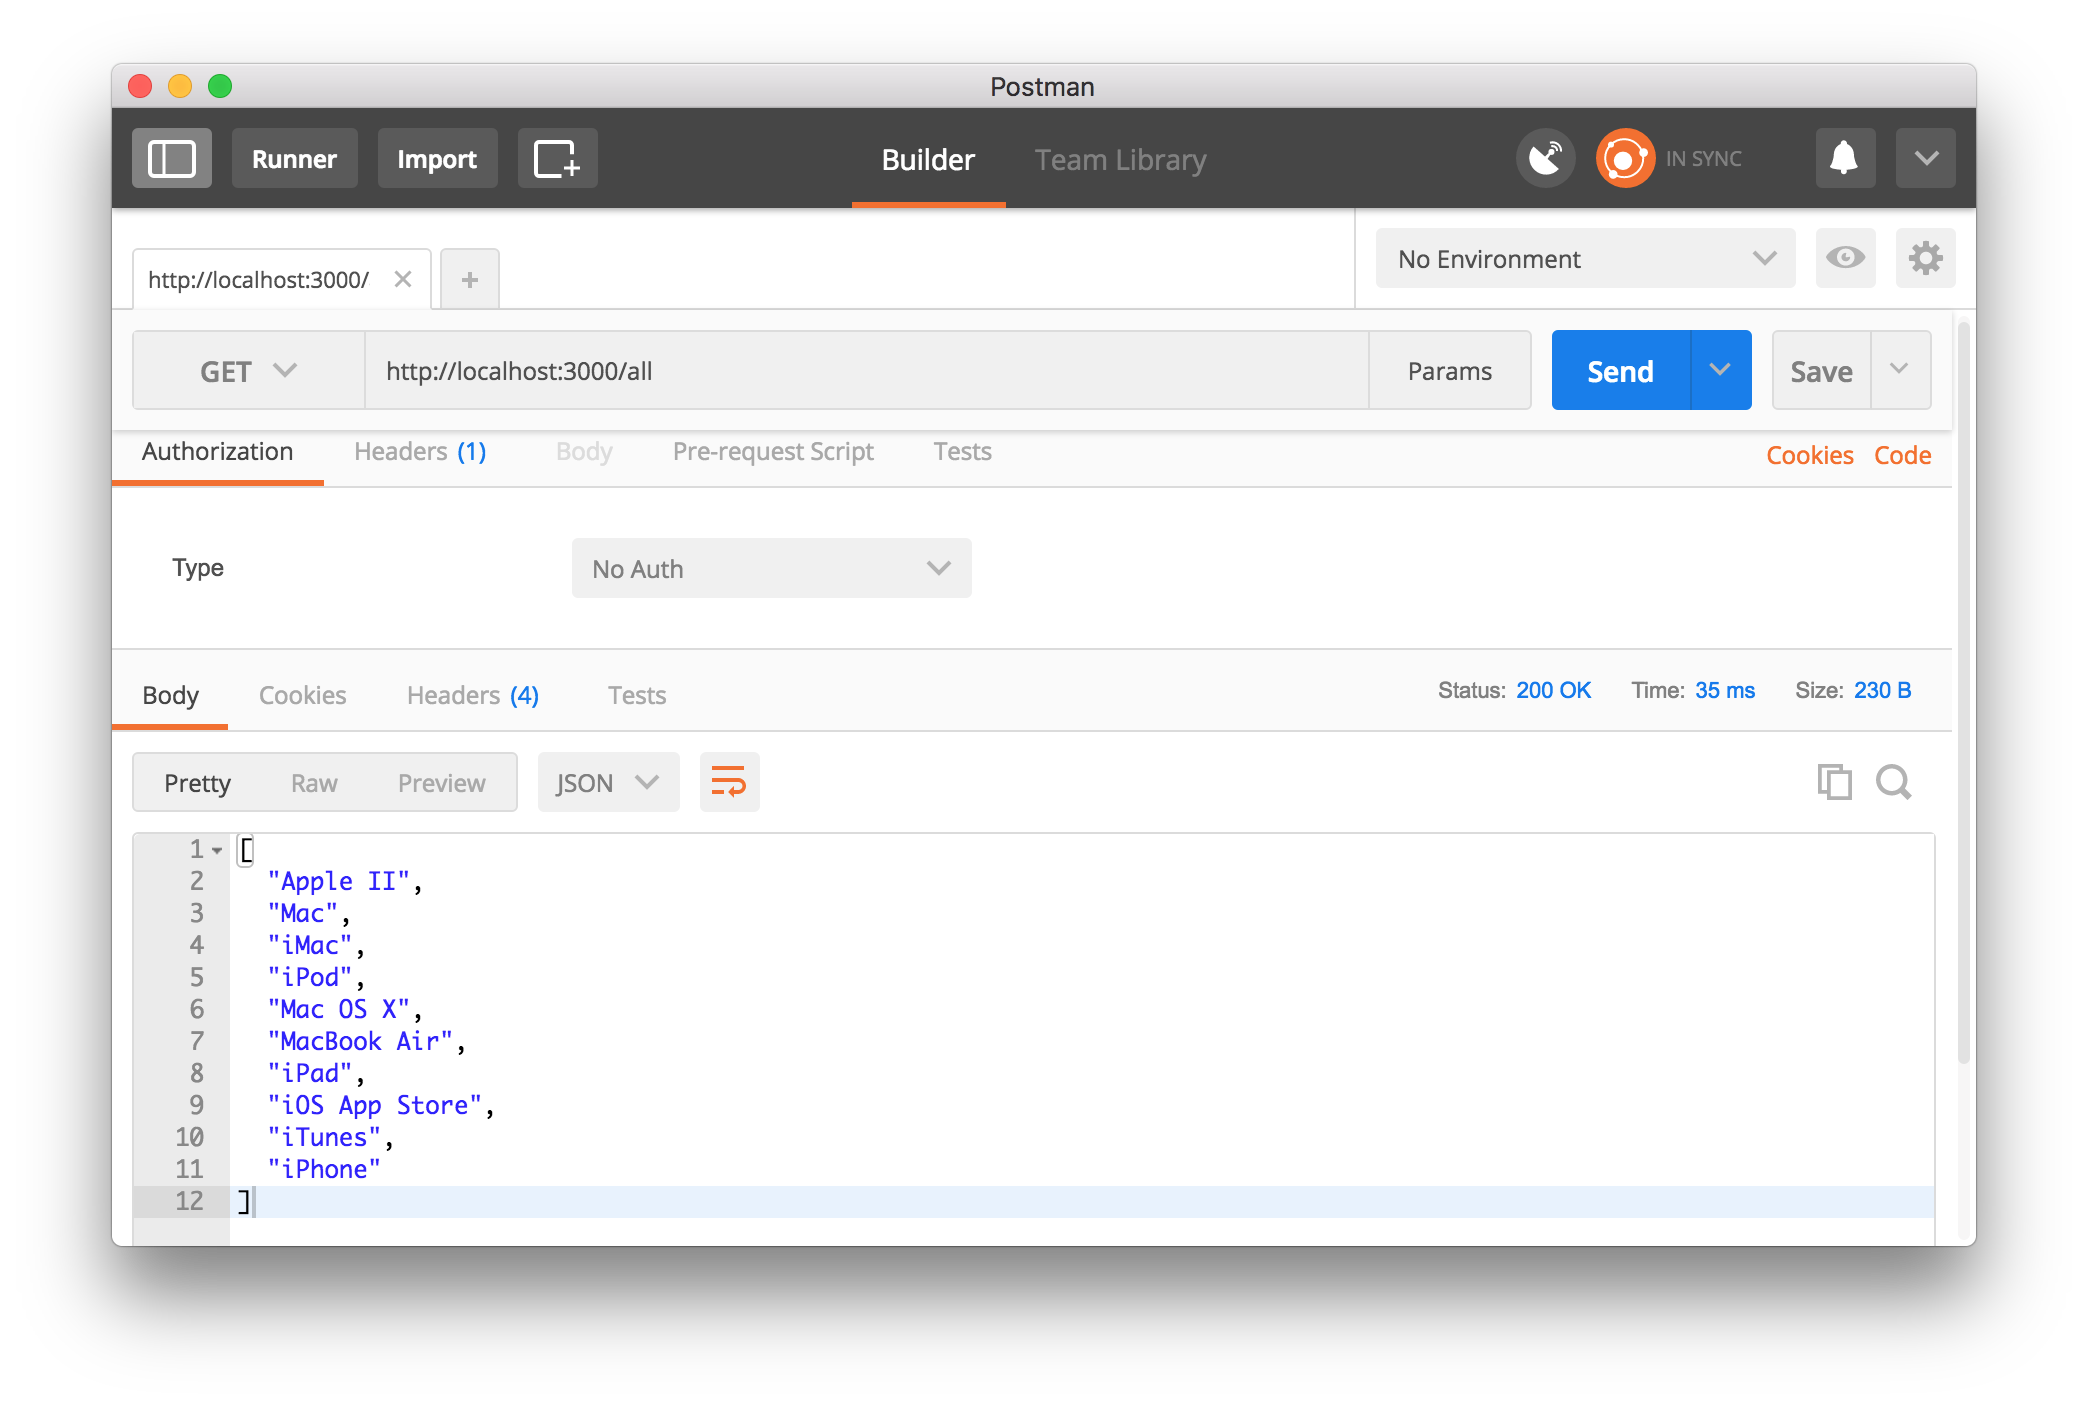 Postman
Runner Import Builder Team Library IN SYNC
http://localhost:3000/ No Environment
GET http://localhost:3000/all Params Send Save
Authorization Headers (1) Body Pre-request Script Tests Cookies Code
Type No Auth
Body Cookies Headers (4) Tests Status: 200 OK Time: 35 ms Size: 230 B
Pretty Raw Preview JSON
1 [
2 "Apple II",
3 "Mac",
4 "iMac",
5 "iPod",
6 "Mac OS X",
7 "MacBook Air",
8 "iPad",
9 "iOS App Store",
10 "iTunes",
11 "iPhone"
12 ]